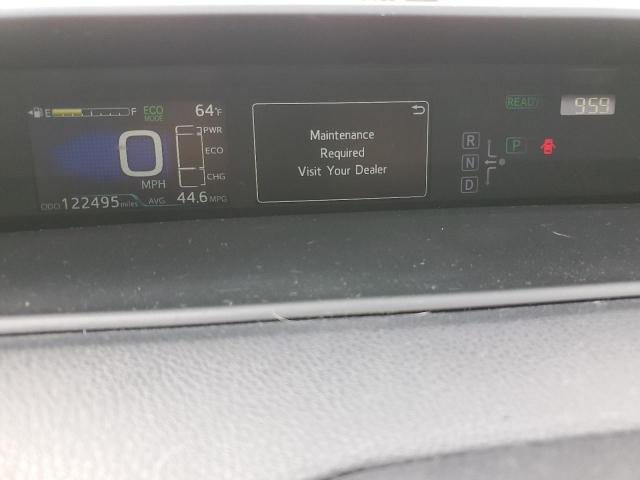 E F ECO 64°F
MODE
0
MPH
PWR
ECO
CHG
ODO 122495 miles AVG 44.6 MPG
Maintenance
Required
Visit Your Dealer
READY
9:59
R
N
D
P